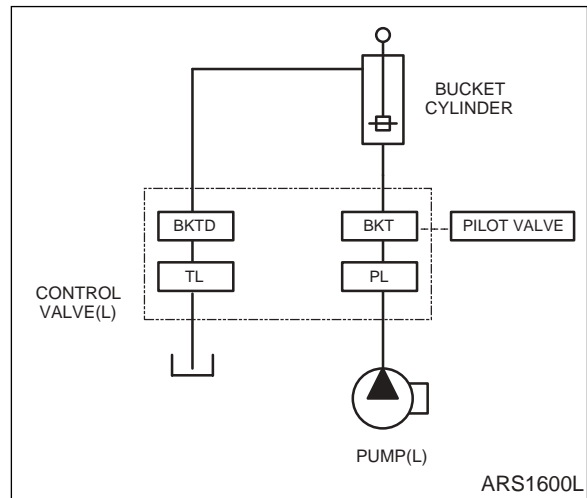 BUCKET
CYLINDER
BKTD
BKT
PILOT VALVE
TL
PL
CONTROL
VALVE(L)
PUMP(L)
ARS1600L